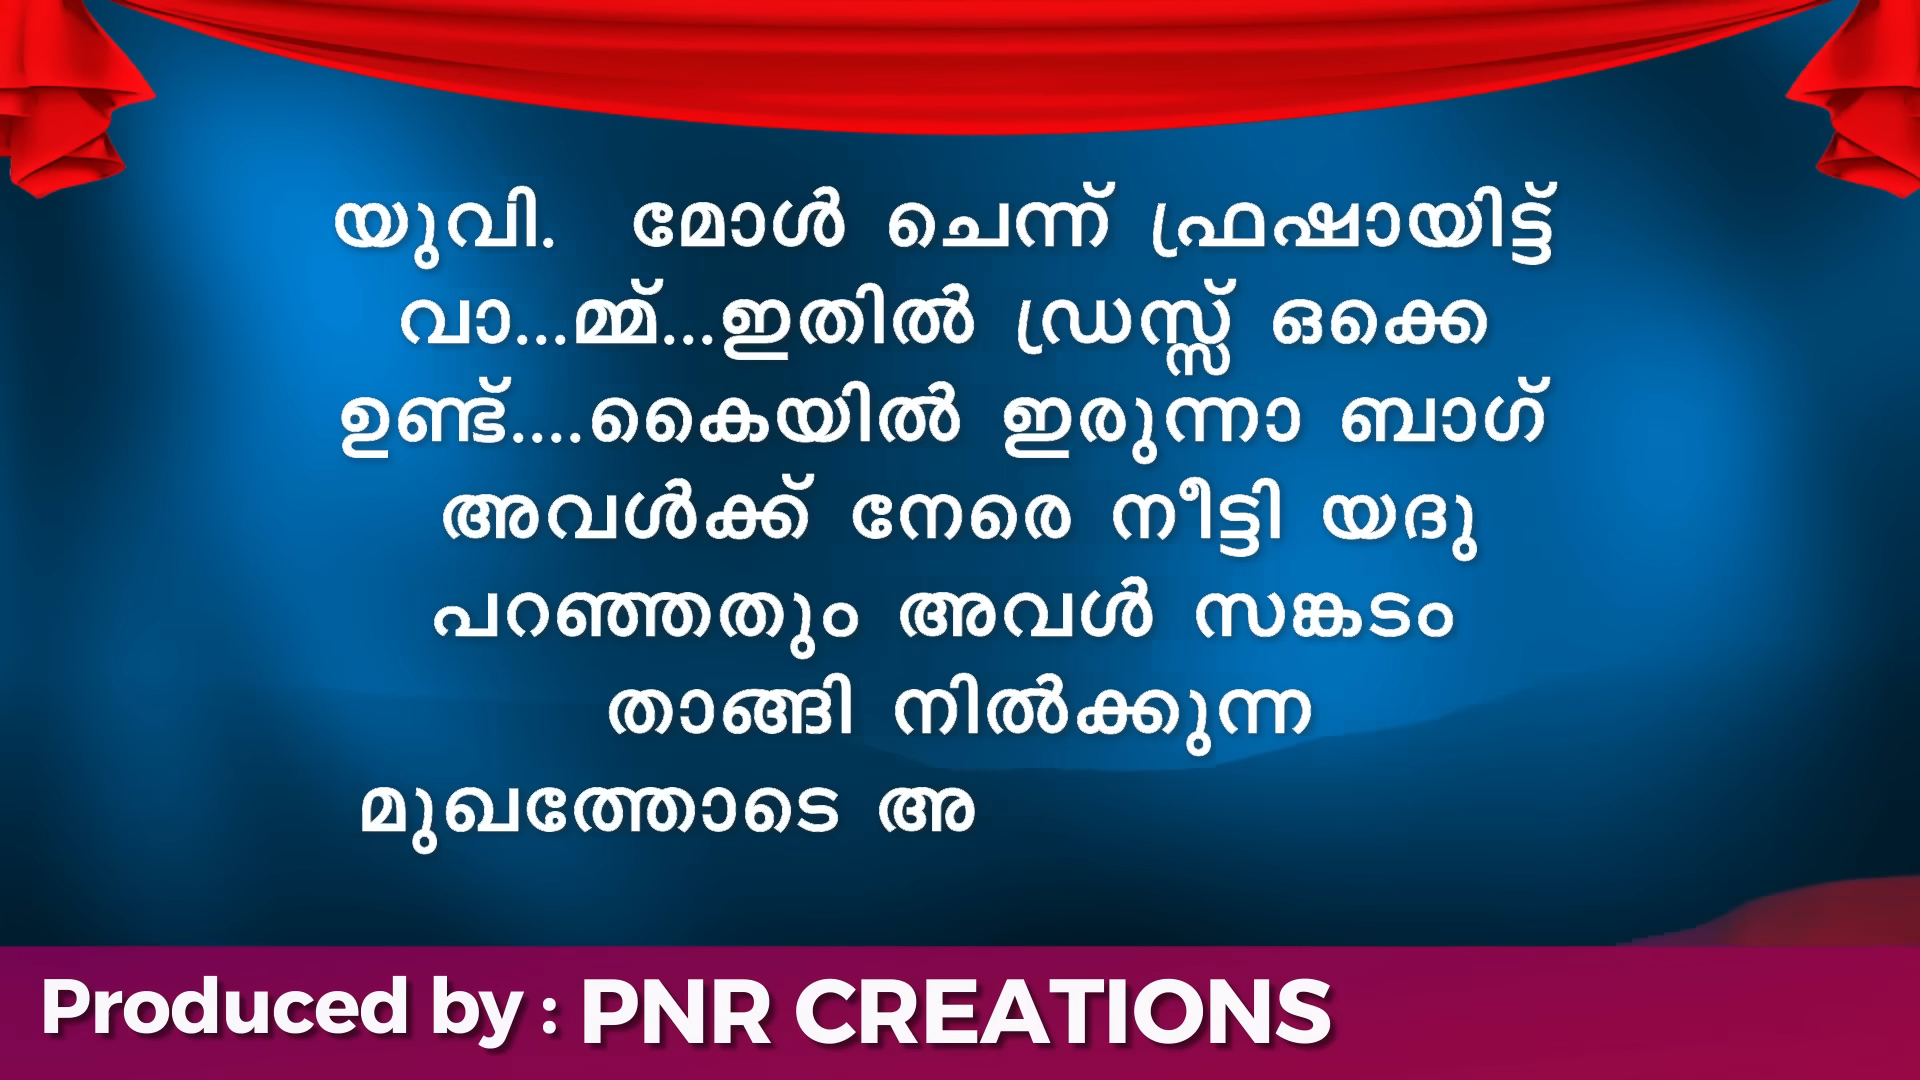 യുവി. മോൾ ചെന്ന് ഫ്രഷായിട്ട്
വാ...മ്മ്...ഇതിൽ ഡ്രസ്സ് ഒക്കെ
ഉണ്ട്....കൈയിൽ ഇരുന്നാ ബാഗ്
അവൾക്ക് നേരെ നീട്ടി യദു
പറഞ്ഞതും അവൾ സങ്കടം
താങ്ങി നിൽക്കുന്ന
മുഖത്തോടെ അ
Produced by : PNR CREATIONS